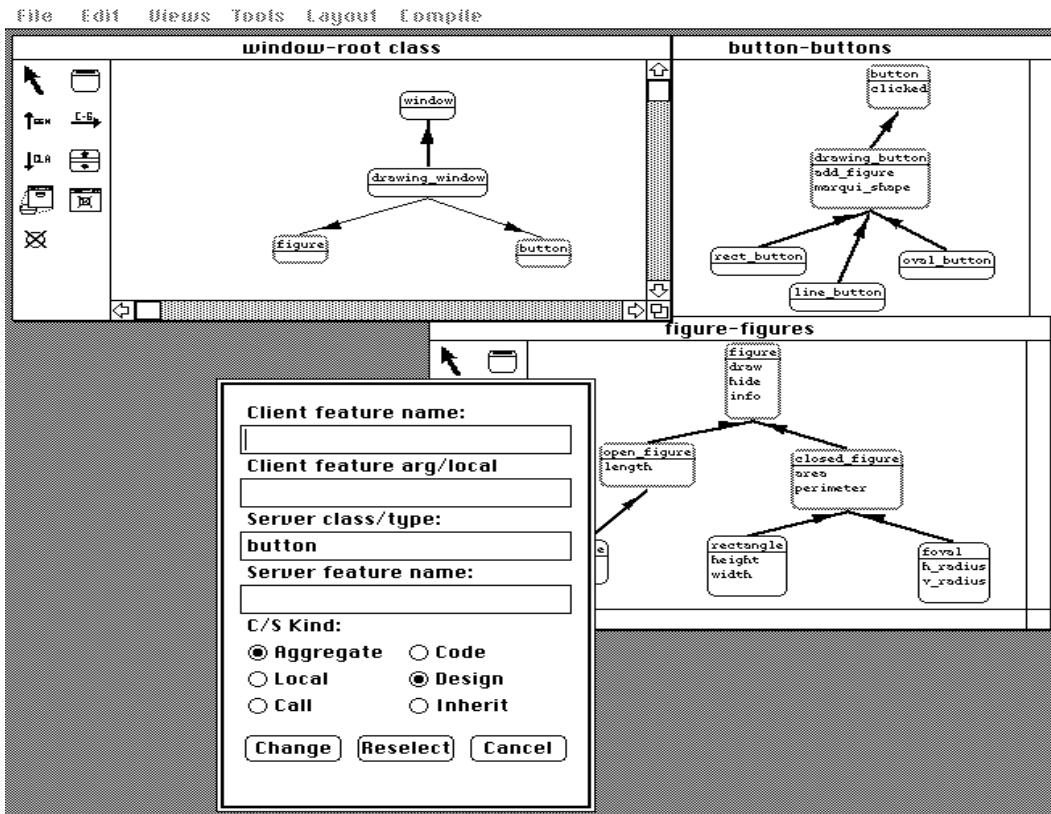 File Edit Views Tools Layout Compile
window-root class
GEN
C-S
CLA
window
drawing_window
figure
button
button-buttons
button
clicked
drawing_button
add_figure
marqui_shape
rect_button
oval_button
line_button
figure-figures
figure
draw
hide
info
open_figure
length
closed_figure
area
perimeter
rectangle
height
width
foval
h_radius
v_radius
Client feature name:
Client feature arg/local
Server class/type:
button
Server feature name:
C/S Kind:
Aggregate Code
Local Design
Call Inherit
Change Reselect Cancel